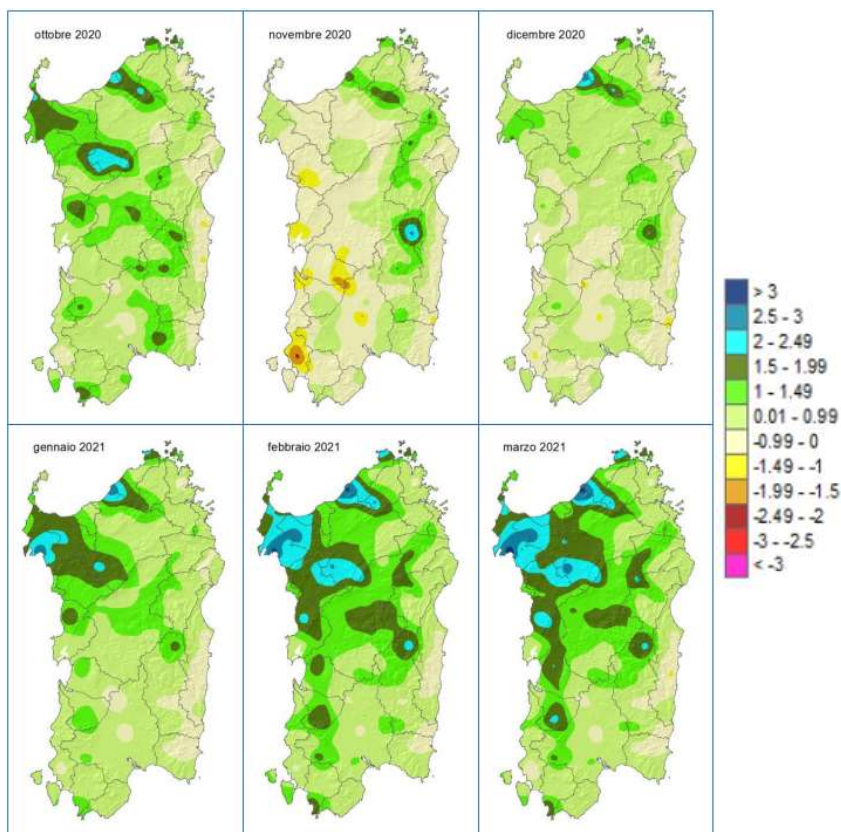 ottobre 2020
novembre 2020
dicembre 2020
> 3
2.5 - 3
2 - 2.49
1.5 - 1.99
1 - 1.49
0.01 - 0.99
-0.99 - 0
-1.49 - -1
-1.99 - -1.5
-2.49 - -2
-3 - -2.5
< -3
gennaio 2021
febbraio 2021
marzo 2021